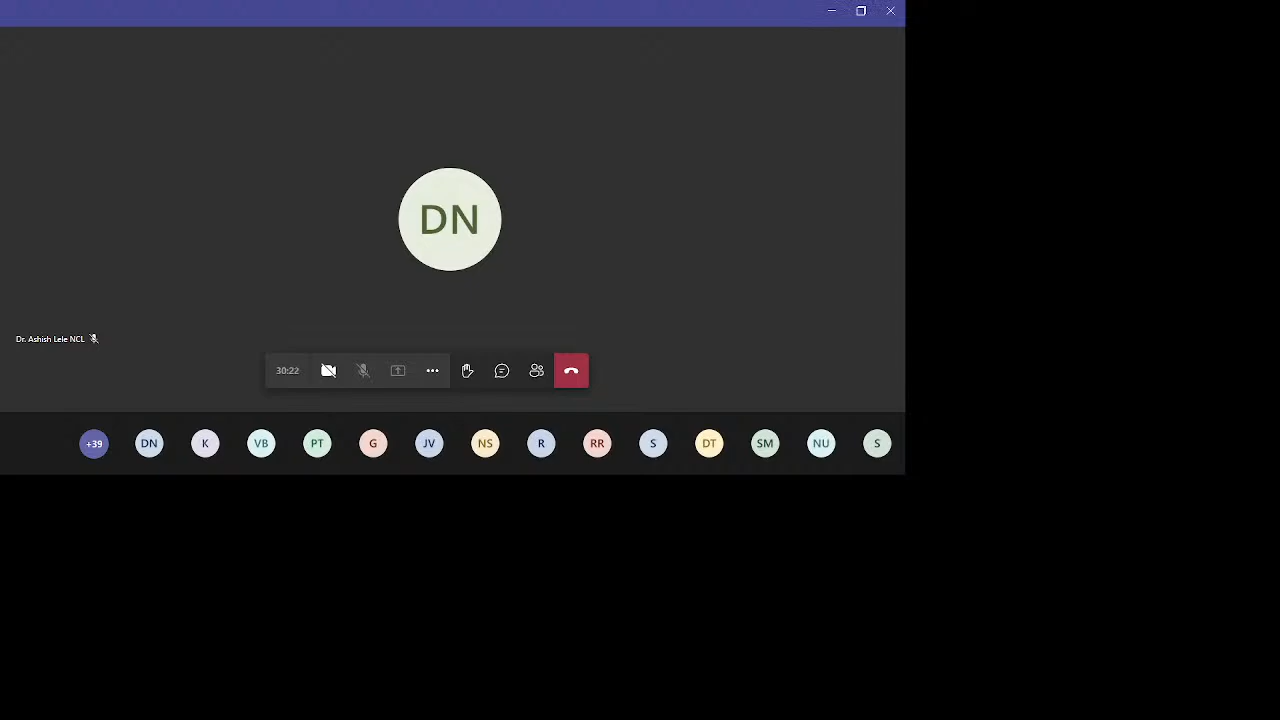 DN
Dr. Ashish Lele NCL
30:22
+39 DN K VB PT G JV NS R RR S DT SM NU S